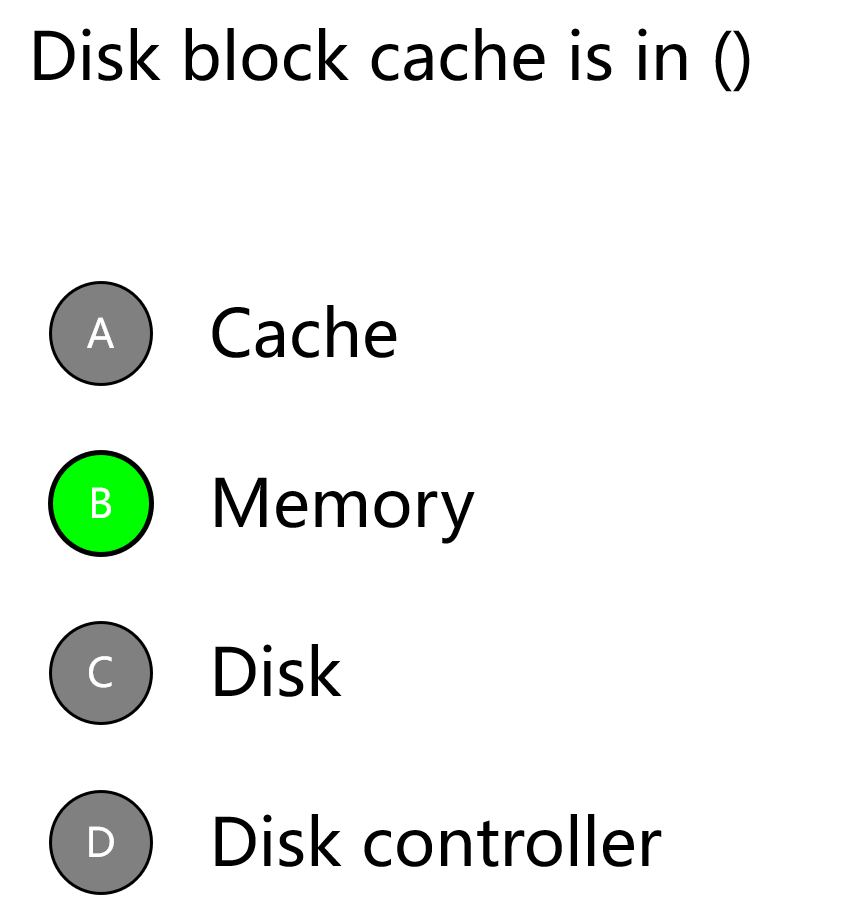 Disk block cache is in ()
A Cache
B Memory
C Disk
D Disk controller